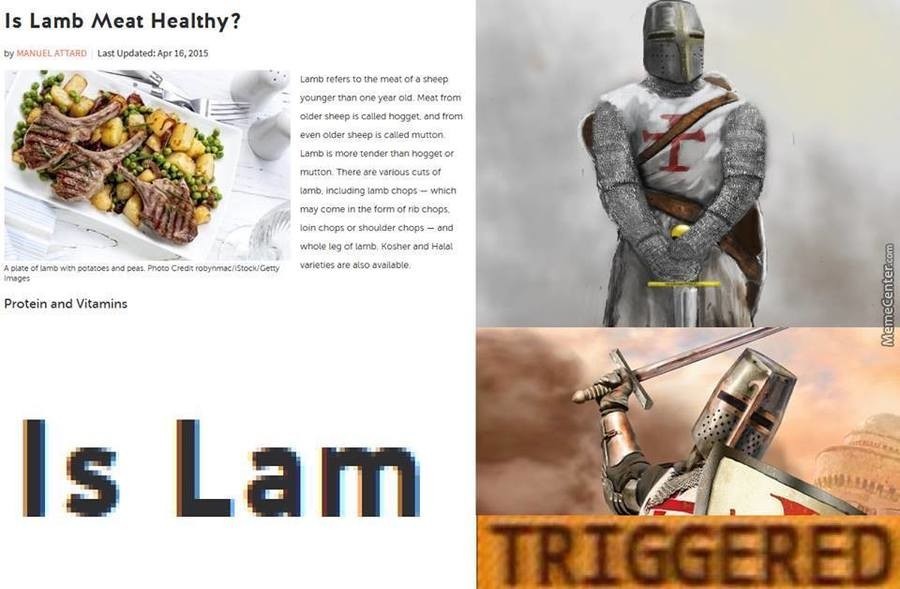 Is Lamb Meat Healthy?
by MANUEL ATTARD | Last Updated: Apr 16, 2015
Lamb refers to the meat of a sheep
younger than one year old. Meat from
older sheep is called hogget, and from
even older sheep is called mutton.
Lamb is more tender than hogget or
mutton. There are various cuts of
lamb, including lamb chops — which
may come in the form of rib chops,
loin chops or shoulder chops — and
whole leg of lamb. Kosher and Halal
varieties are also available.
A plate of lamb with potatoes and peas. Photo Credit robynmac/iStock/Getty
Images
Protein and Vitamins
Is Lam
MemeCenter.com
TRIGGERED